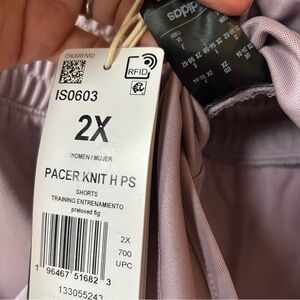 CHUSRFN02
RFID
IS0603
2X
WOMEN / MUJER
PACER KNIT H PS
SHORTS
TRAINING ENTRENAMIENTO
preloved fig
2X
700
UPC
1 96467 51682 3
133055243
adidas